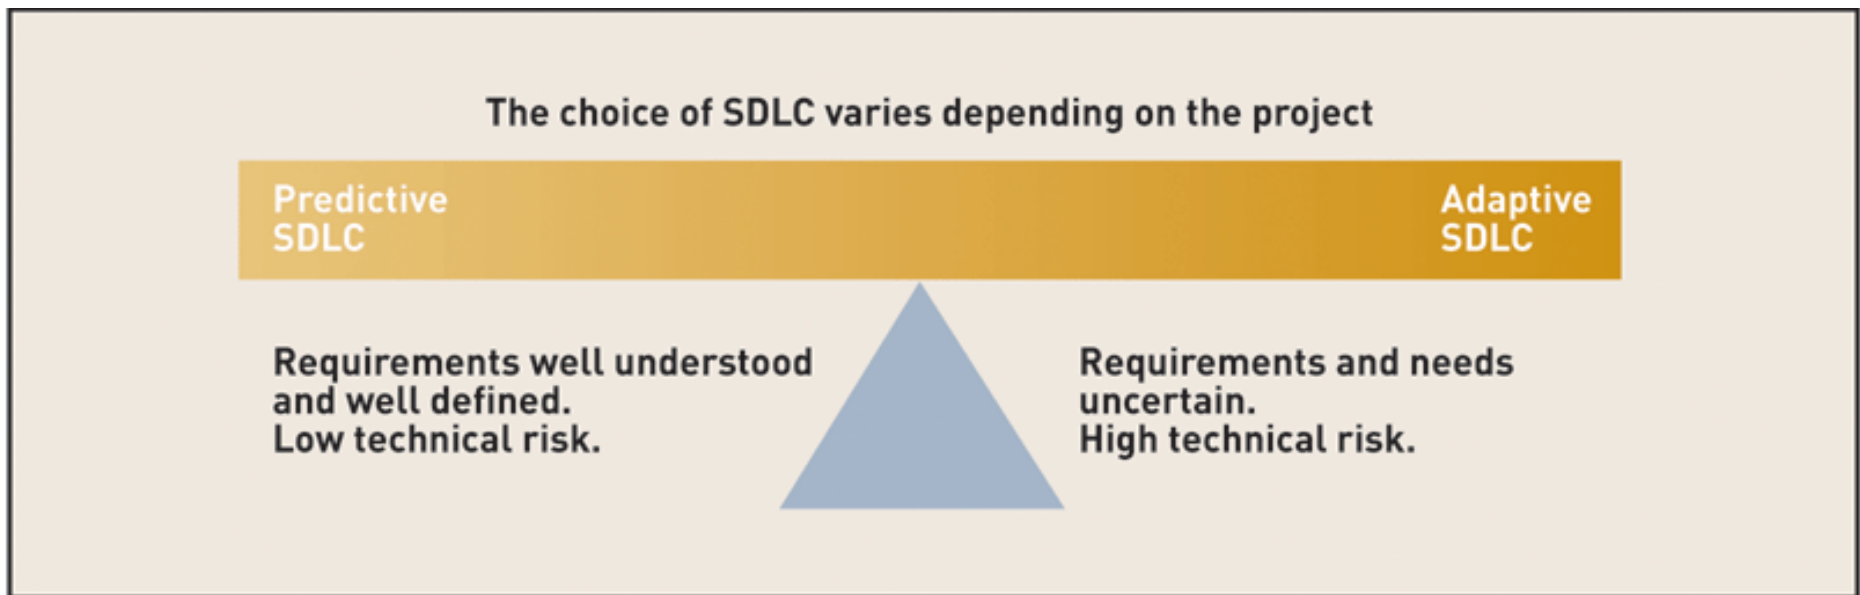 The choice of SDLC varies depending on the project
Predictive
SDLC
Adaptive
SDLC
Requirements well understood
and well defined.
Low technical risk.
Requirements and needs
uncertain.
High technical risk.